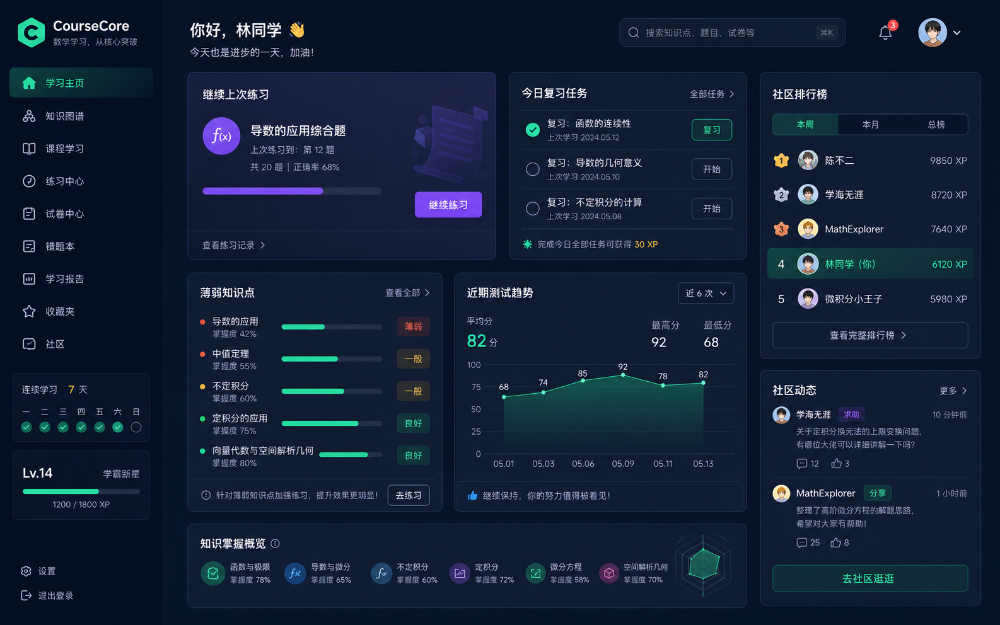 CourseCore
数学学习，从核心突破
学习主页
知识图谱
课程学习
练习中心
试卷中心
错题本
学习报告
收藏夹
社区
连续学习 7 天
一 二 三 四 五 六 日
Lv.14 学霸新星
1200 / 1800 XP
设置
退出登录
你好，林同学
今天也是进步的一天，加油！
搜索知识点、题目、试卷等 ⌘K
3
继续上次练习
f(x)
导数的应用综合题
上次练习到：第 12 题
共 20 题 | 正确率 68%
继续练习
查看练习记录
今日复习任务
全部任务
复习：函数的连续性
上次学习 2024.05.12
复习
复习：导数的几何意义
上次学习 2024.05.10
开始
复习：不定积分的计算
上次学习 2024.05.08
开始
完成今日全部任务可获得 30 XP
薄弱知识点
查看全部
导数的应用
掌握度 42%
薄弱
中值定理
掌握度 55%
一般
不定积分
掌握度 60%
一般
定积分的应用
掌握度 75%
良好
向量代数与空间解析几何
掌握度 80%
良好
针对薄弱知识点加强练习，提升效果更明显！
去练习
近期测试趋势
近 6 次
平均分
82 分
最高分
92
最低分
68
100
75
50
25
0
68
74
85
92
78
82
05.01 05.03 05.06 05.09 05.11 05.13
继续保持，你的努力值得被看见！
知识掌握概览
函数与极限
掌握度 78%
导数与微分
掌握度 65%
不定积分
掌握度 60%
定积分
掌握度 72%
微分方程
掌握度 58%
空间解析几何
掌握度 70%
社区排行榜
本周 本月 总榜
1 陈不二 9850 XP
2 学海无涯 8720 XP
3 MathExplorer 7640 XP
4 林同学（你） 6120 XP
5 微积分小王子 5980 XP
查看完整排行榜
社区动态
更多
学海无涯 求助 10 分钟前
关于定积分换元法的上限变换问题，
有哪位大佬可以详细讲解一下吗？
12 3
MathExplorer 分享 1 小时前
整理了高阶微分方程的解题思路，
希望对大家有帮助！
25 8
去社区逛逛